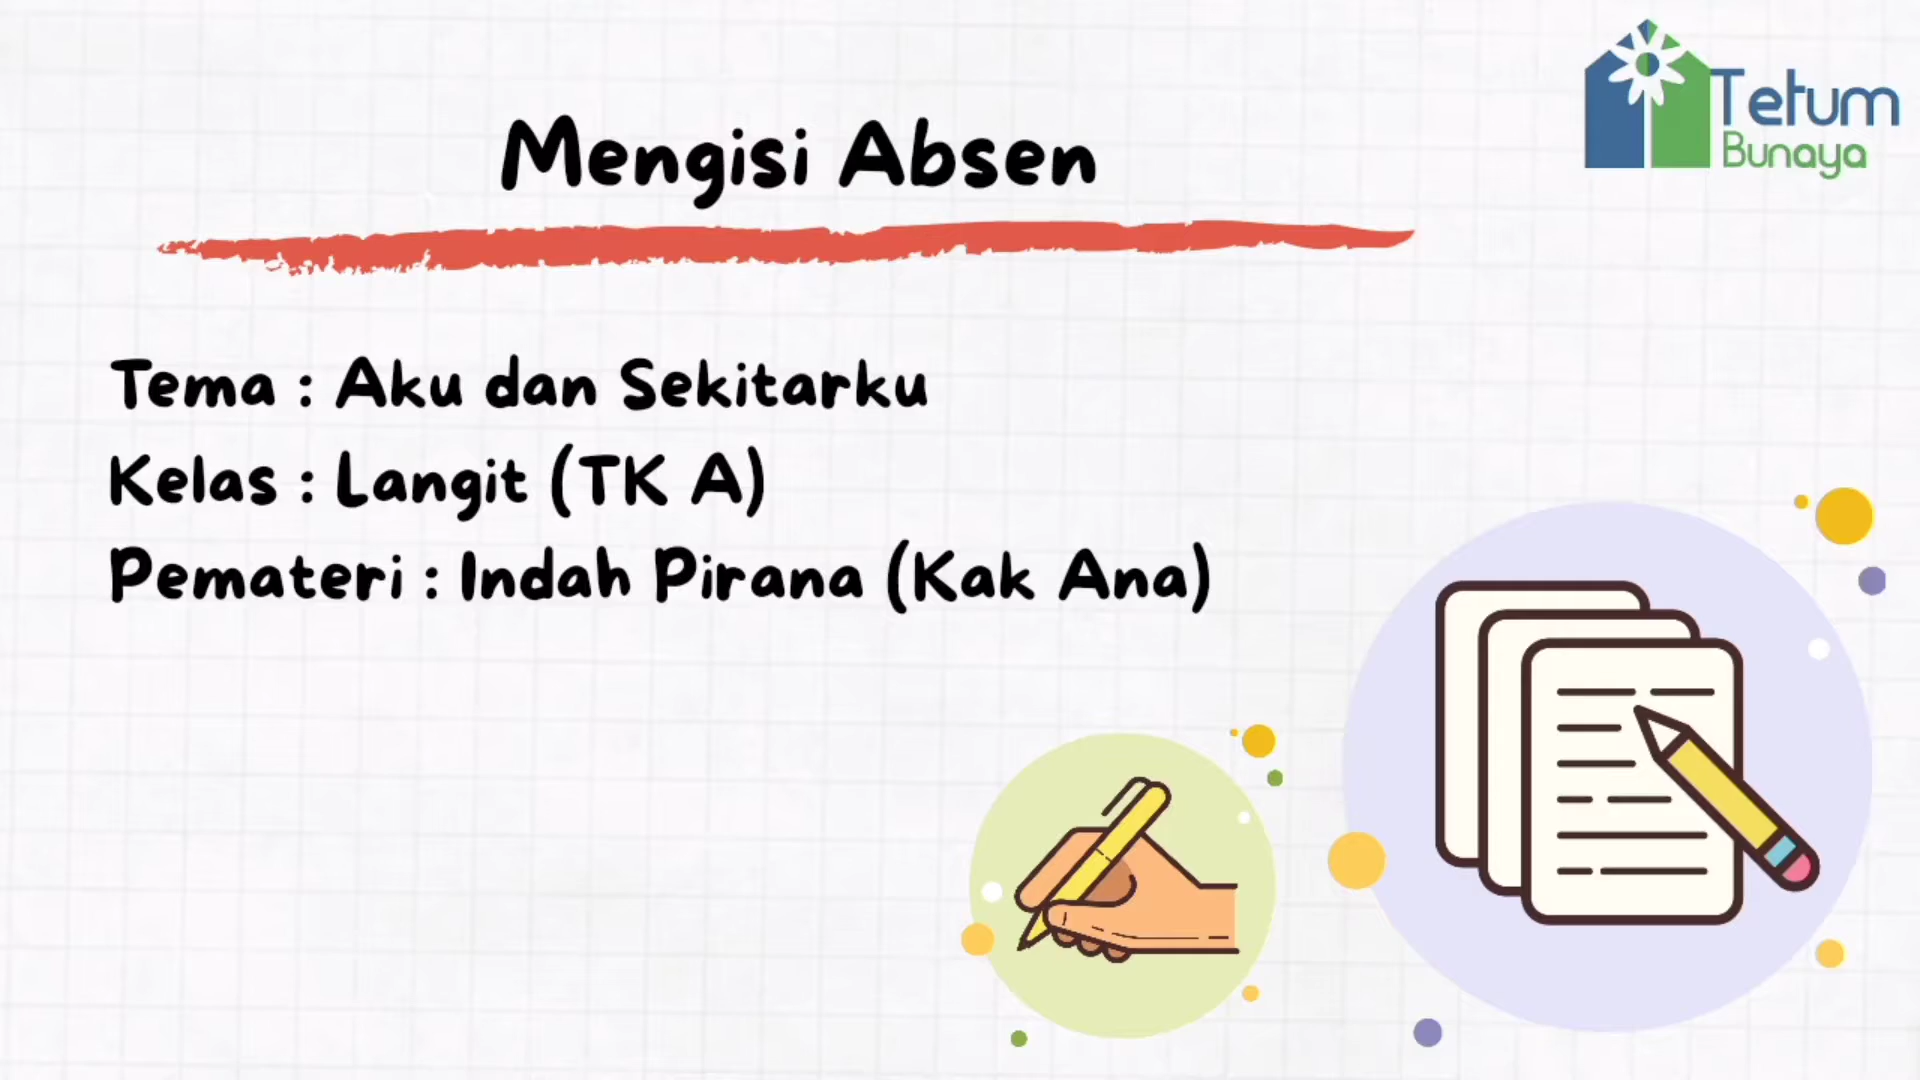 Mengisi Absen
Tetum
Bunaya
Tema : Aku dan Sekitarku
Kelas : Langit (TK A)
Pemateri : Indah Pirana (Kak Ana)